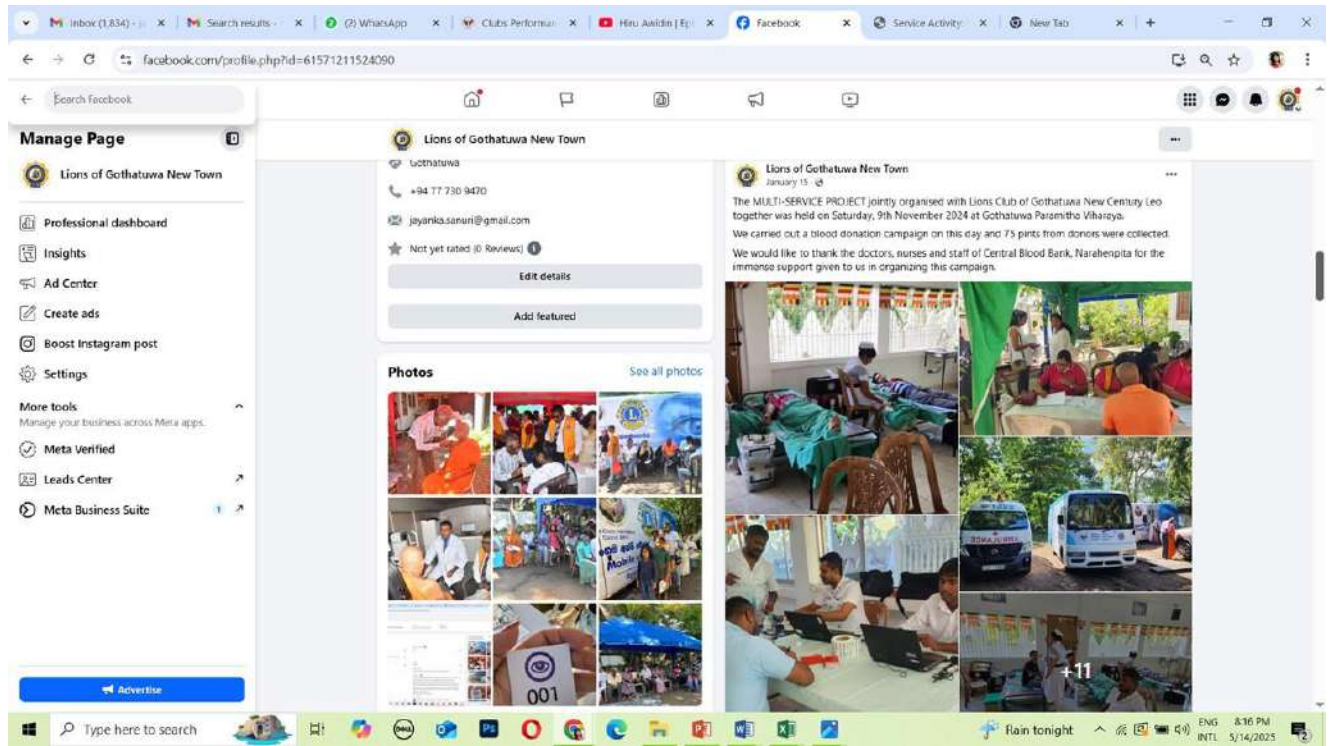 Inbox (1,834) -
Search results -
(2) WhatsApp
Clubs Performan
Hiru Awidin | Epi
Facebook
Service Activity
New Tab
facebook.com/profile.php?id=61571211524090
Search Facebook
Manage Page
Lions of Gothatuwa New Town
Professional dashboard
Insights
Ad Center
Create ads
Boost Instagram post
Settings
More tools
Manage your business across Meta apps.
Meta Verified
Leads Center
Meta Business Suite
1
Advertise
Lions of Gothatuwa New Town
Gothatuwa
+94 77 730 9470
jayanka.sanuri@gmail.com
Not yet rated (0 Reviews)
Edit details
Add featured
Photos
See all photos
Mobile
001
Lions of Gothatuwa New Town
January 15
The MULTI-SERVICE PROJECT jointly organised with Lions Club of Gothatuwa New Century Leo
together was held on Saturday, 9th November 2024 at Gothatuwa Paramitha Viharaya.
We carried out a blood donation campaign on this day and 75 pints from donors were collected.
We would like to thank the doctors, nurses and staff of Central Blood Bank, Narahenpita for the
immense support given to us in organizing this campaign.
+11
Type here to search
DELL
Ps
Rain tonight
ENG
INTL
8:16 PM
5/14/2025
2